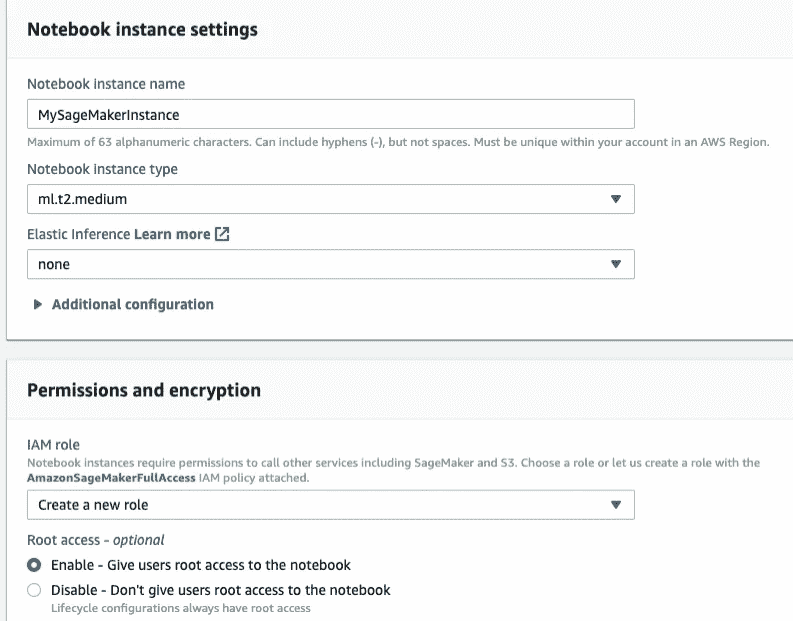 Notebook instance settings
Notebook instance name
MySageMakerInstance
Maximum of 63 alphanumeric characters. Can include hyphens (-), but not spaces. Must be unique within your account in an AWS Region.
Notebook instance type
ml.t2.medium
Elastic Inference Learn more
none
Additional configuration
Permissions and encryption
IAM role
Notebook instances require permissions to call other services including SageMaker and S3. Choose a role or let us create a role with the
AmazonSageMakerFullAccess IAM policy attached.
Create a new role
Root access - optional
Enable - Give users root access to the notebook
Disable - Don't give users root access to the notebook
Lifecycle configurations always have root access